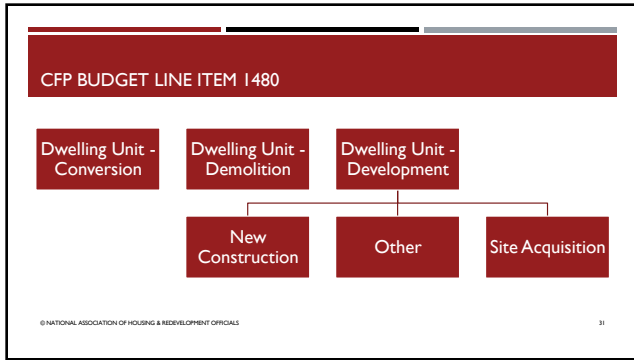 CFP BUDGET LINE ITEM 1480
Dwelling Unit -
Conversion
Dwelling Unit -
Demolition
Dwelling Unit -
Development
New
Construction
Other
Site Acquisition
© NATIONAL ASSOCIATION OF HOUSING & REDEVELOPMENT OFFICIALS
31